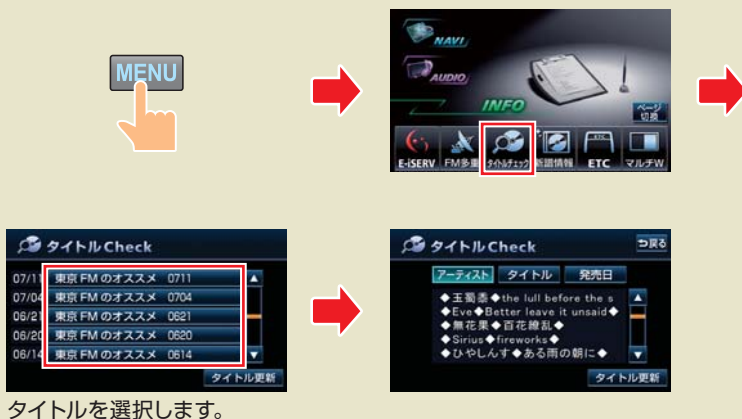 MENU
NAVI
AUDIO
INFO
ページ
切換
E-iSERV FM多重 タイトルチェック 新譜情報 ETC マルチW
タイトルCheck
07/11 東京FMのオススメ 0711
07/04 東京FMのオススメ 0704
06/21 東京FMのオススメ 0621
06/20 東京FMのオススメ 0620
06/14 東京FMのオススメ 0614
タイトル更新
タイトルを選択します。
タイトルCheck
戻る
アーティスト タイトル 発売日
◆玉蜀黍◆the lull before the s
◆Eve◆Better leave it unsaid◆
◆無花果◆百花繚乱◆
◆Sirius◆fireworks◆
◆ひやしんす◆ある雨の朝に◆
タイトル更新